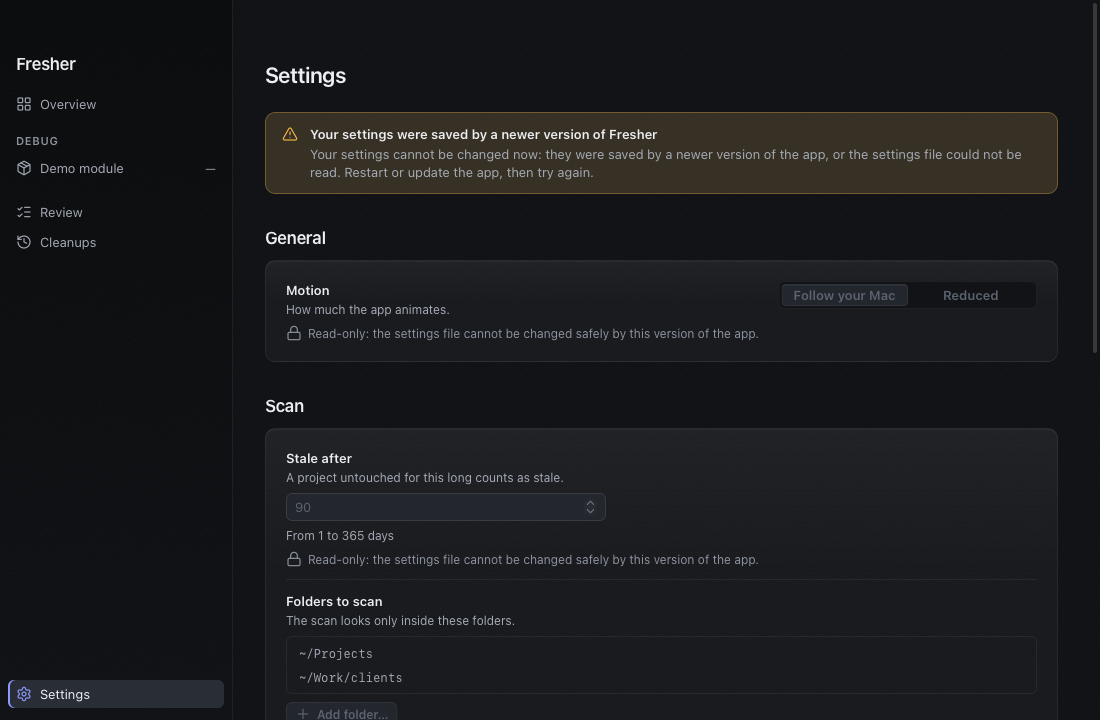 Fresher
Overview
DEBUG
Demo module
—
Review
Cleanups
Settings
Settings
Your settings were saved by a newer version of Fresher
Your settings cannot be changed now: they were saved by a newer version of the app, or the settings file could not be
read. Restart or update the app, then try again.
General
Motion
How much the app animates.
Follow your Mac
Reduced
Read-only: the settings file cannot be changed safely by this version of the app.
Scan
Stale after
A project untouched for this long counts as stale.
90
From 1 to 365 days
Read-only: the settings file cannot be changed safely by this version of the app.
Folders to scan
The scan looks only inside these folders.
~/Projects
~/Work/clients
Add folder...